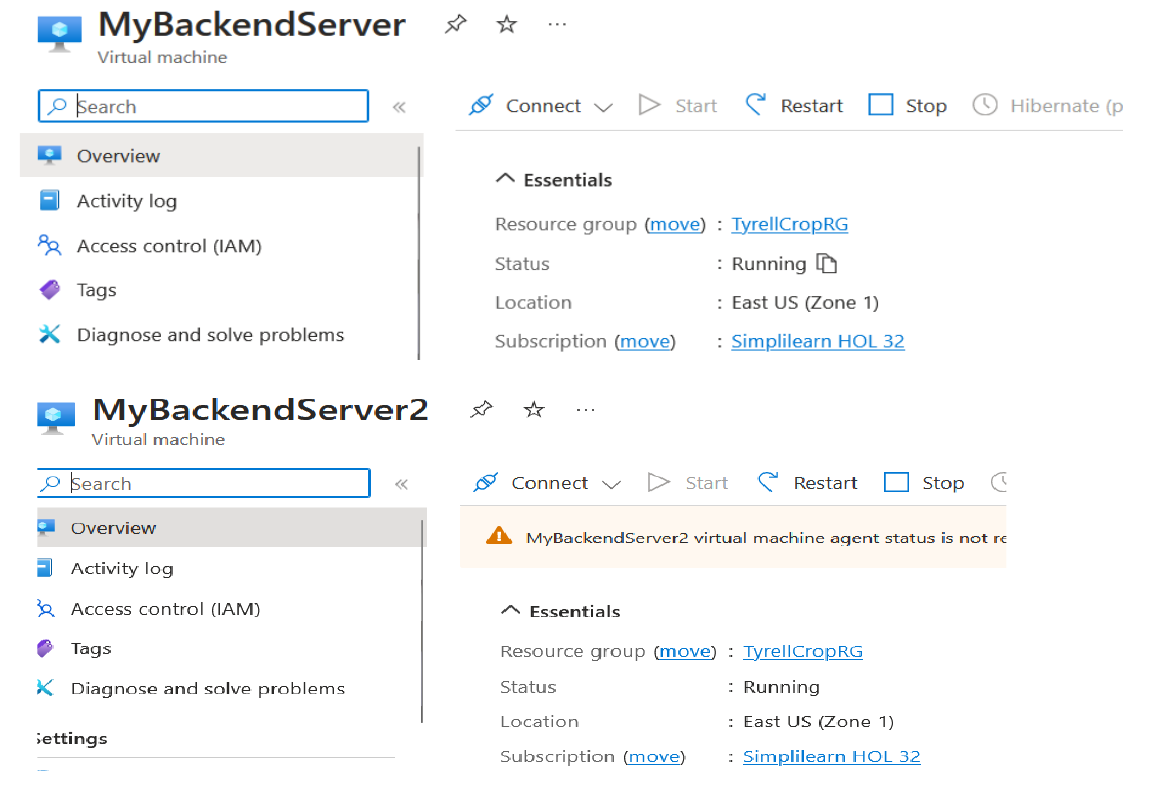 MyBackendServer
Virtual machine
Search
«
Connect Start Restart Stop Hibernate (p
Overview
Activity log
Access control (IAM)
Tags
Diagnose and solve problems
Essentials
Resource group (move) : TyrellCropRG
Status : Running
Location : East US (Zone 1)
Subscription (move) : Simplilearn HOL 32
MyBackendServer2
Virtual machine
Search
«
Connect Start Restart Stop
Overview
Activity log
Access control (IAM)
Tags
Diagnose and solve problems
Settings
MyBackendServer2 virtual machine agent status is not re
Essentials
Resource group (move) : TyrellCropRG
Status : Running
Location : East US (Zone 1)
Subscription (move) : Simplilearn HOL 32